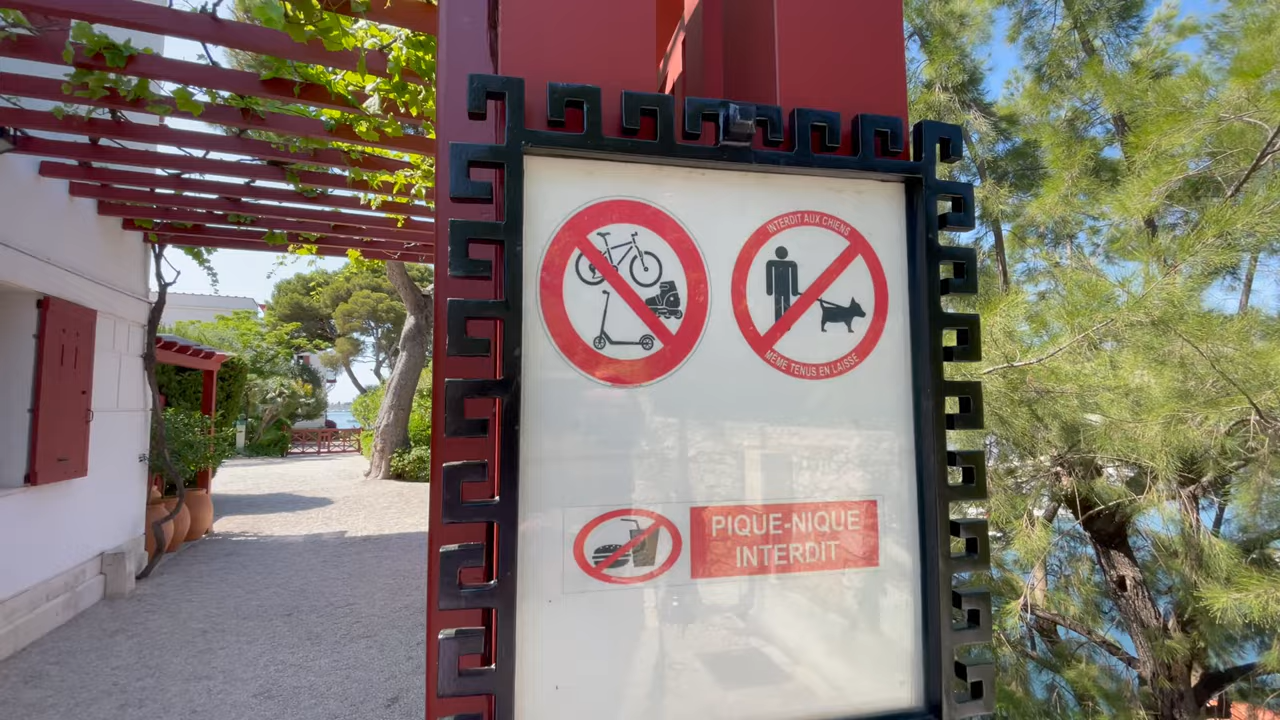 INTERDIT AUX CHIENS
MÊME TENUS EN LAISSE
PIQUE-NIQUE
INTERDIT